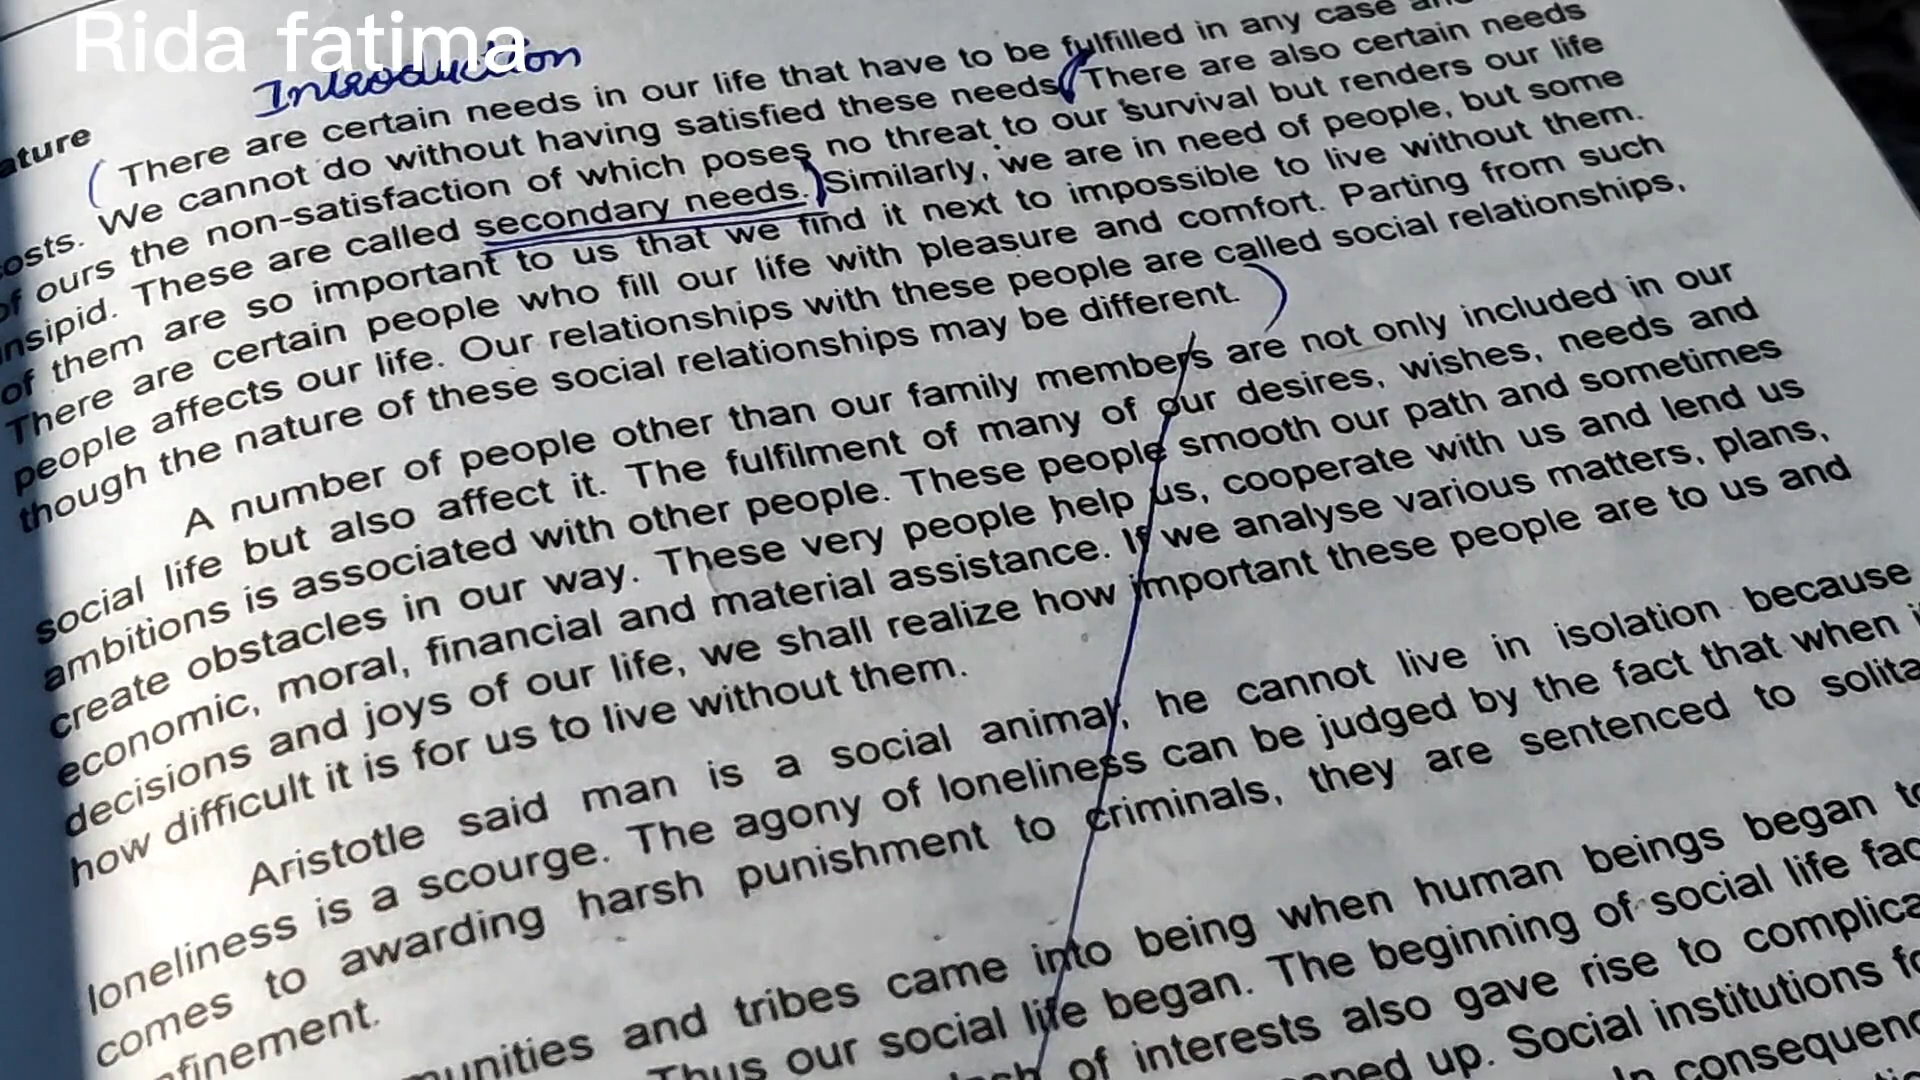 Rida fatima
Introduction
ature
There are certain needs in our life that have to be fulfilled in any case
osts. We cannot do without having satisfied these needs. There are also certain needs
of ours the non-satisfaction of which poses no threat to our survival but renders our life
insipid. These are called secondary needs. Similarly, we are in need of people, but some
of them are so important to us that we find it next to impossible to live without them.
There are certain people who fill our life with pleasure and comfort. Parting from such
people affects our life. Our relationships with these people are called social relationships,
though the nature of these social relationships may be different.
A number of people other than our family members are not only included in our
social life but also affect it. The fulfilment of many of our desires, wishes, needs and
ambitions is associated with other people. These people smooth our path and sometimes
create obstacles in our way. These very people help us, cooperate with us and lend us
economic, moral, financial and material assistance. If we analyse various matters, plans,
decisions and joys of our life, we shall realize how important these people are to us and
how difficult it is for us to live without them.
Aristotle said man is a social animal, he cannot live in isolation because
loneliness is a scourge. The agony of loneliness can be judged by the fact that when i
comes to awarding harsh punishment to criminals, they are sentenced to solita
nfinement.
munities and tribes came into being when human beings began to
Thus our social life began. The beginning of social life fac
of interests also gave rise to complica
ned up. Social institutions fo
In consequenc